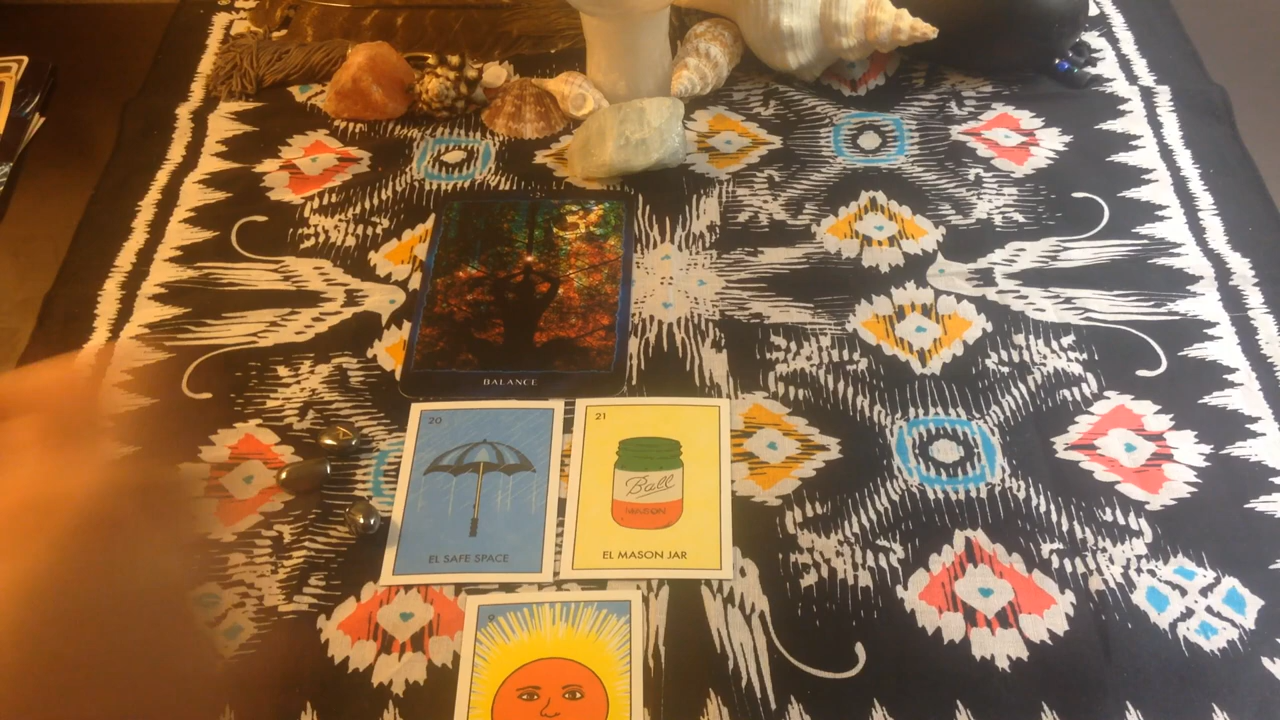 BALANCE
20
EL SAFE SPACE
21
Ball
MASON
EL MASON JAR